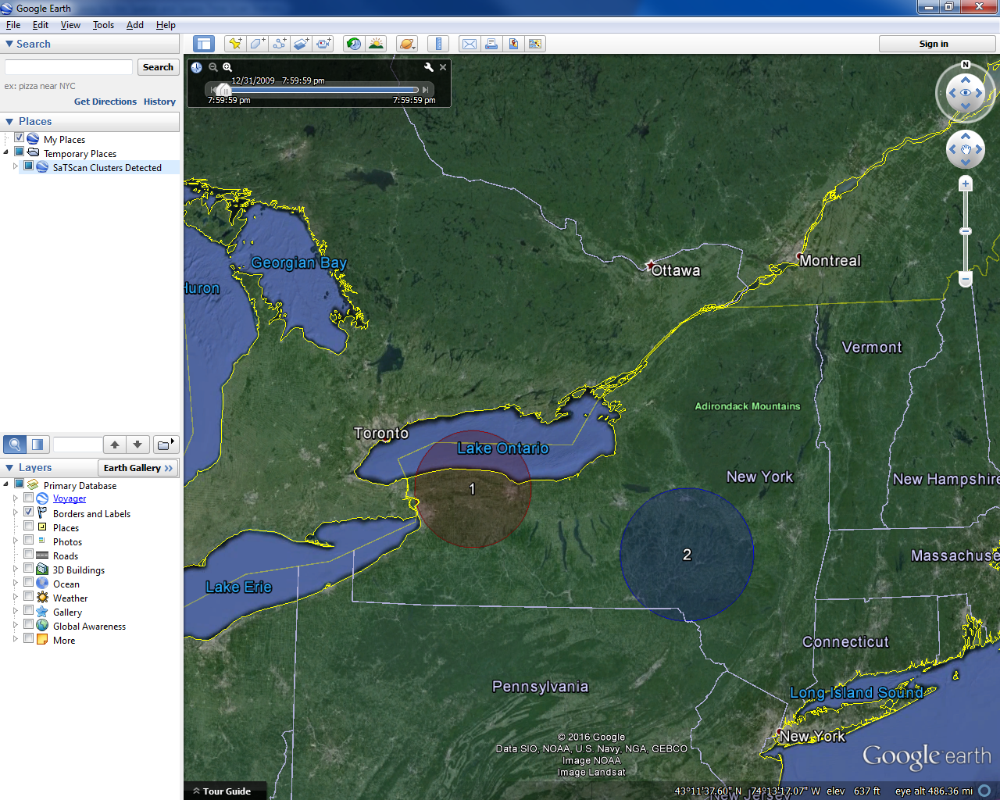 Google Earth
File Edit View Tools Add Help
Search
Search
ex: pizza near NYC
Get Directions History
Places
My Places
Temporary Places
SaTScan Clusters Detected
Layers
Earth Gallery >>
Primary Database
Voyager
Borders and Labels
Places
Photos
Roads
3D Buildings
Ocean
Weather
Gallery
Global Awareness
More
Sign in
12/31/2009 7:59:59 pm
7:59:59 pm 7:59:59 pm
N
Georgian Bay
Huron
Ottawa
Montreal
Vermont
Adirondack Mountains
Toronto
Lake Ontario
New York
New Hampshire
1
2
Massachuse
Lake Erie
Connecticut
Pennsylvania
Long Island Sound
New York
© 2016 Google
Data SIO, NOAA, U.S. Navy, NGA, GEBCO
Image NOAA
Image Landsat
Google earth
Tour Guide
43°11'37.60" N 74°13'17.07" W elev 637 ft eye alt 486.36 mi
New Jersey